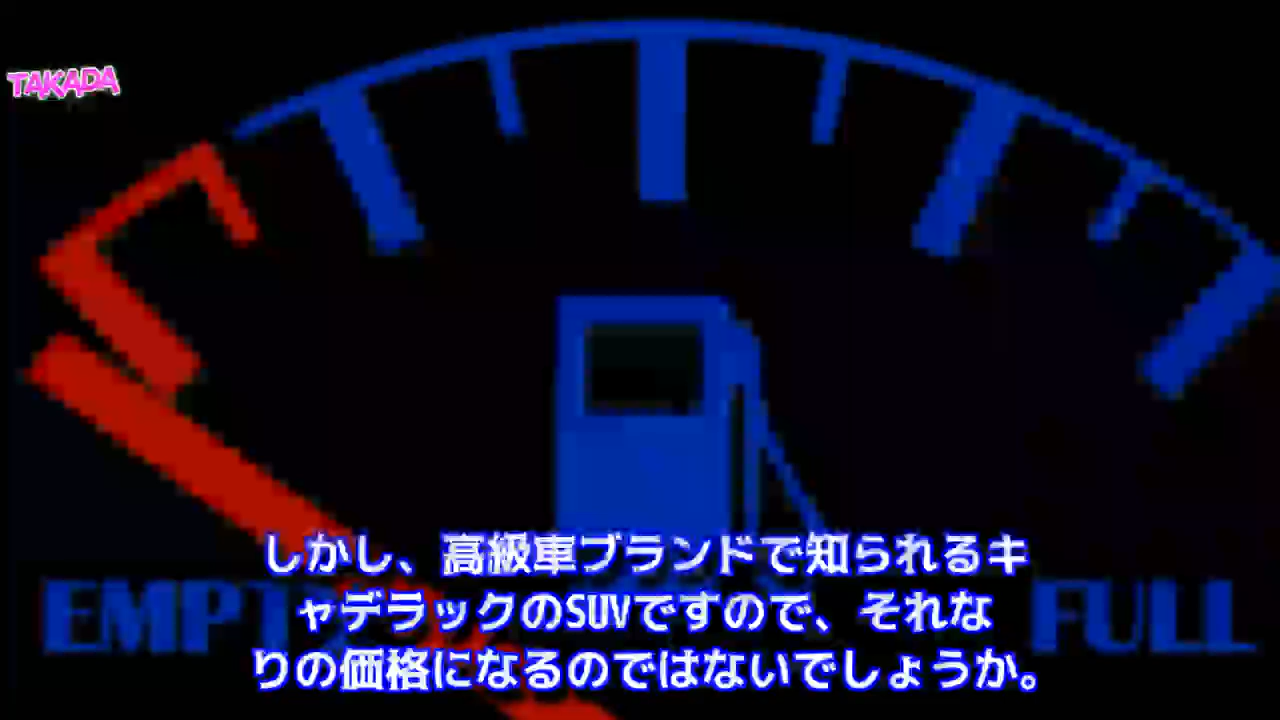 TAKADA
しかし、高級車ブランドで知られるキ
ャデラックのSUVですので、それな
りの価格になるのではないでしょうか。
EMPTY
FULL